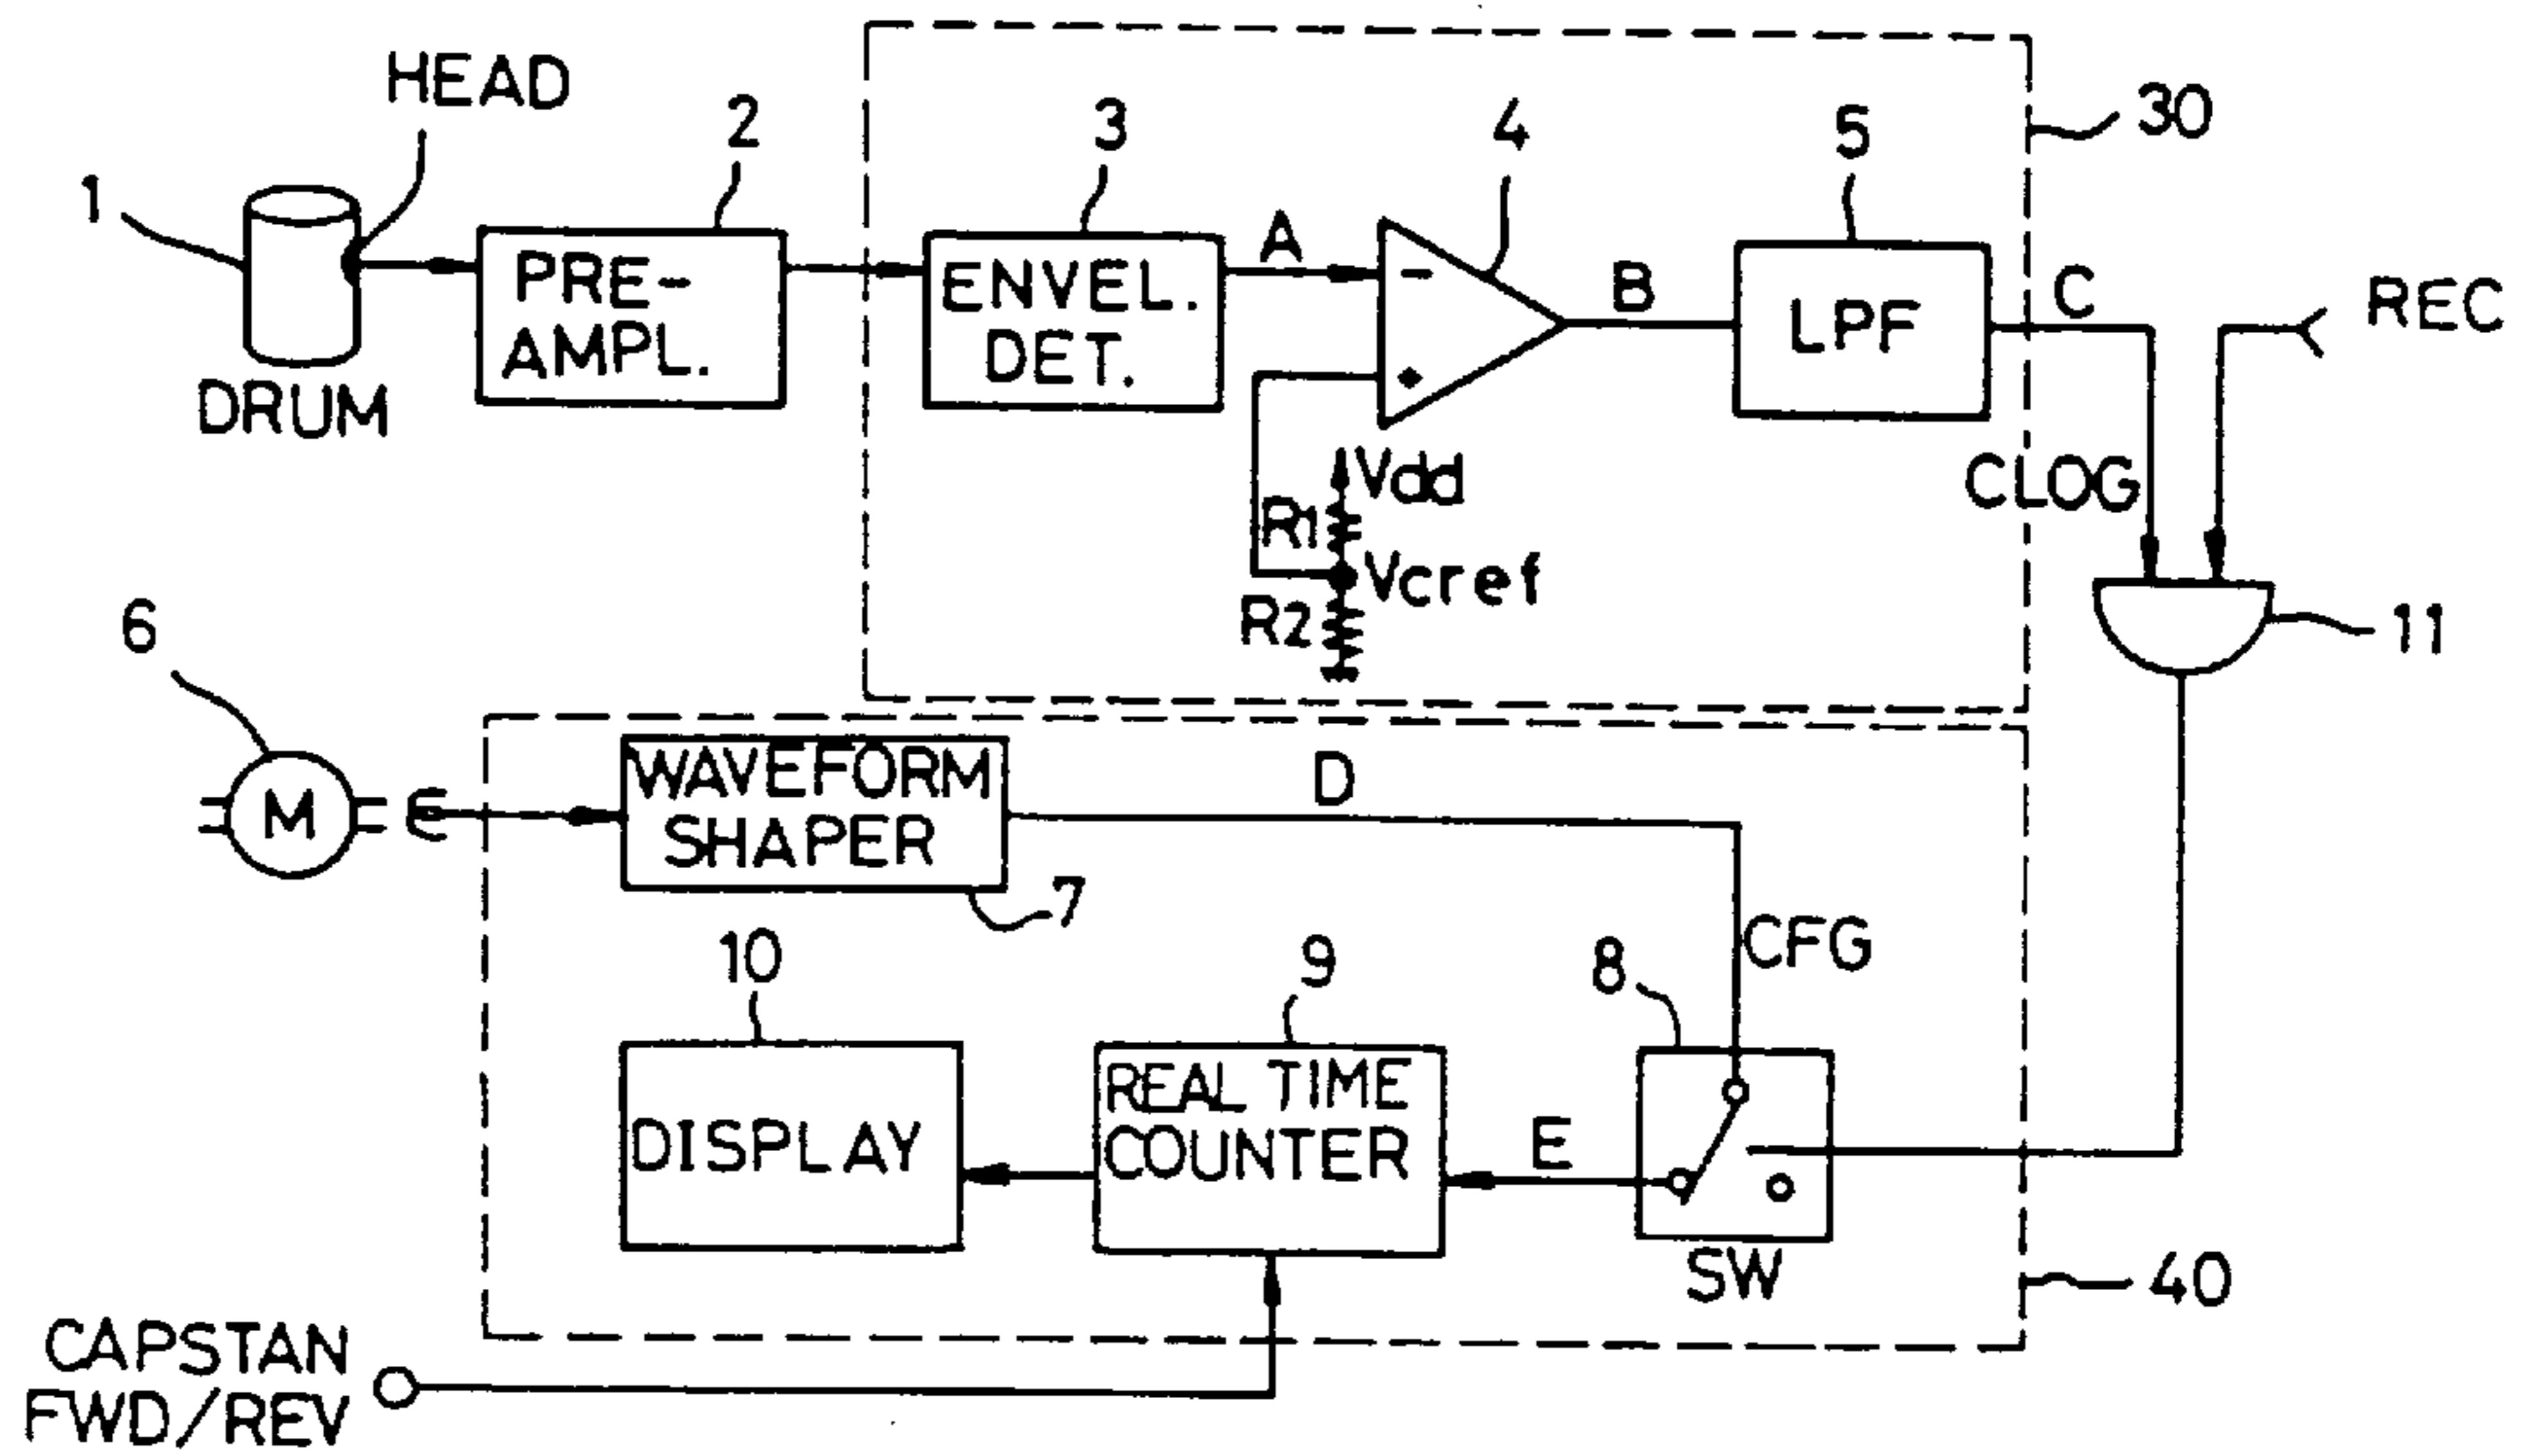 HEAD
1
2
3
4
5
30
PRE-
AMPL.
ENVEL.
DET.
A
-
+
B
LPF
C
REC
DRUM
CLOG
Vdd
R1
Vcref
R2
6
11
M
WAVEFORM
SHAPER
D
7
CFG
10
9
8
DISPLAY
REAL TIME
COUNTER
E
SW
40
CAPSTAN
FWD/REV